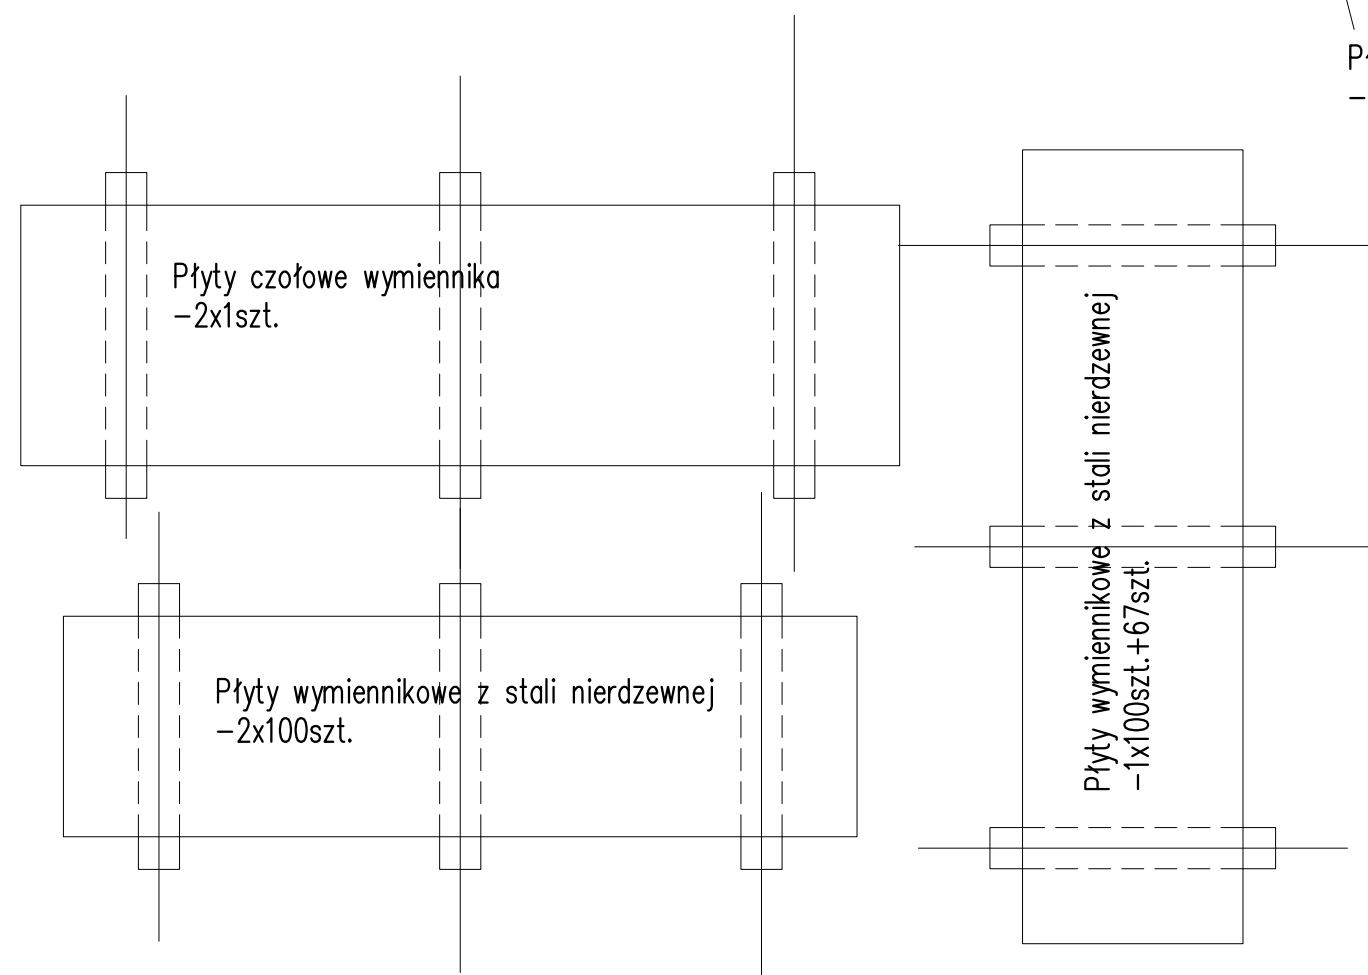 Płyty czołowe wymiennika
-2x1szt.
Płyty wymiennikowe z stali nierdzewnej
-2x100szt.
Płyty wymiennikowe z stali nierdzewnej
-1x100szt.+67szt.